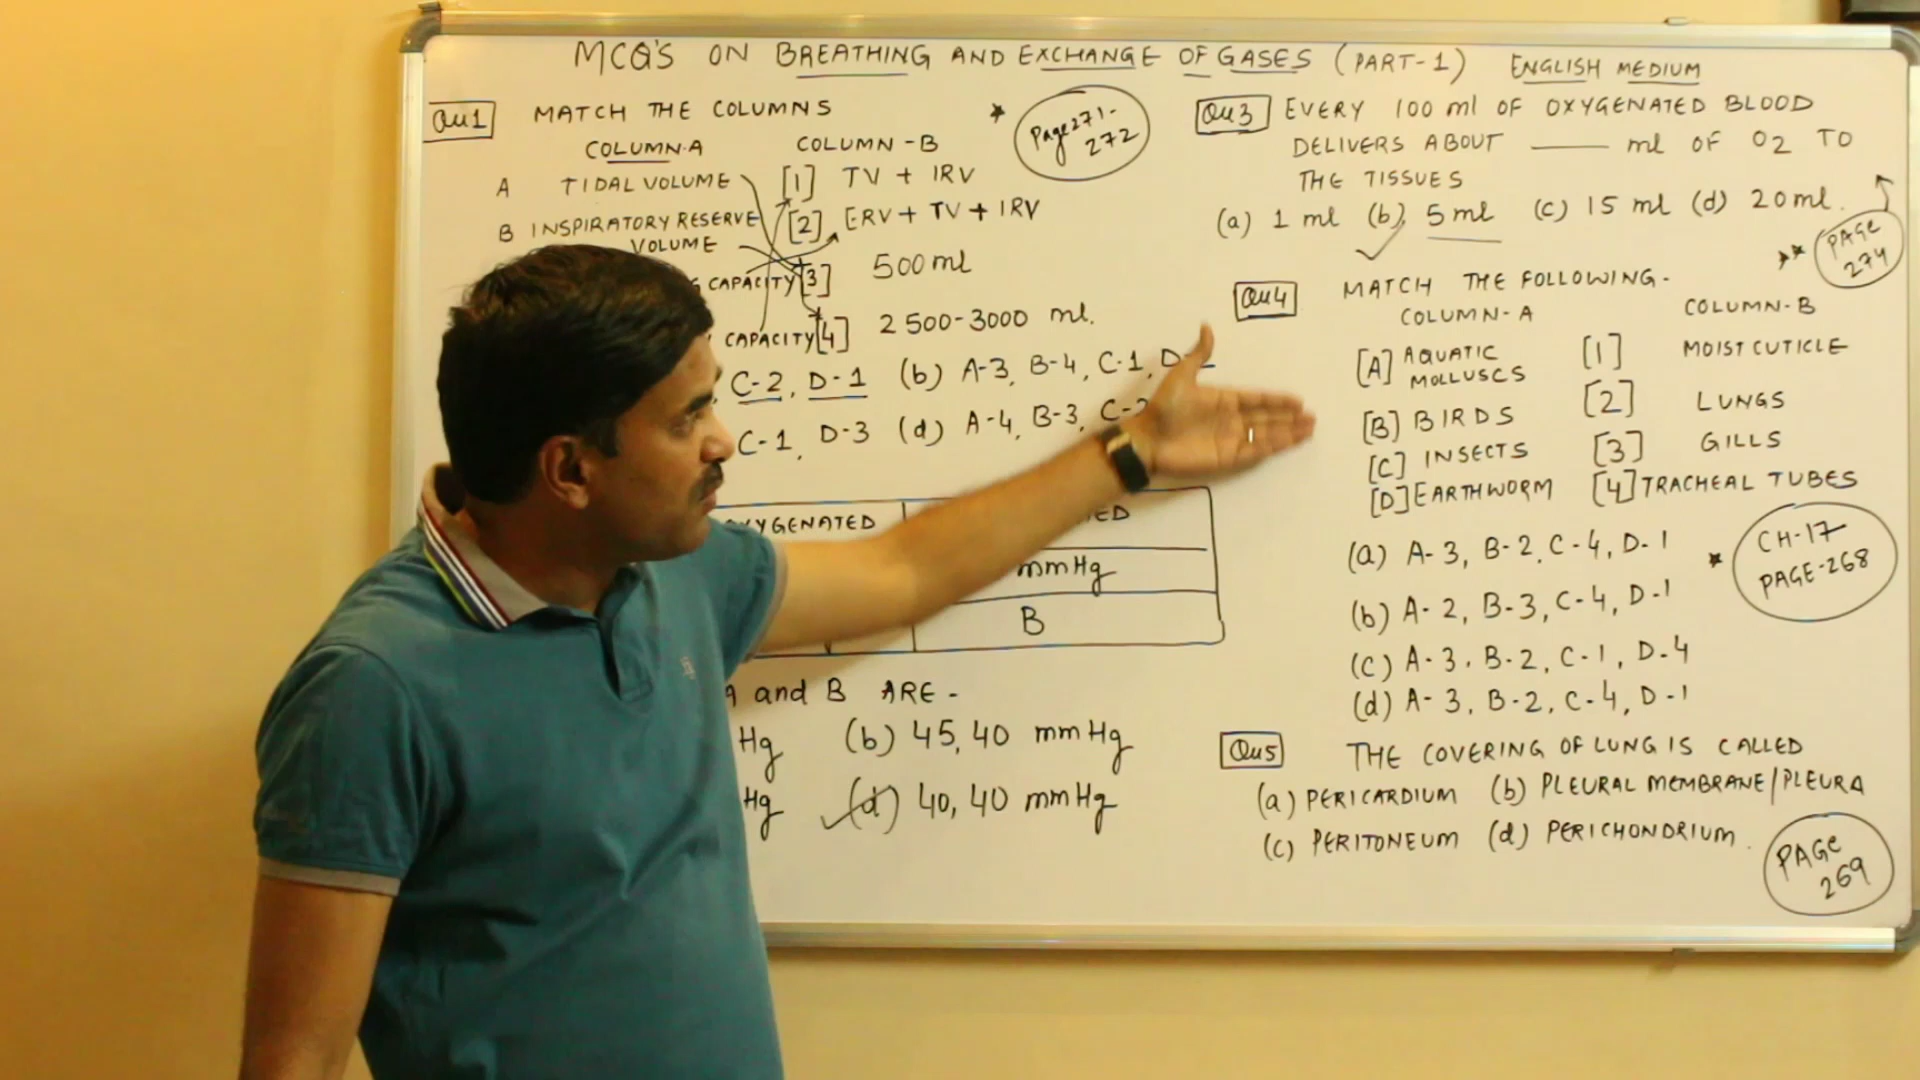 MCQ'S ON BREATHING AND EXCHANGE OF GASES (PART-1) ENGLISH MEDIUM
Qu1 MATCH THE COLUMNS
Page 271-272
COLUMN-A COLUMN-B
A TIDAL VOLUME [1] TV + IRV
B INSPIRATORY RESERVE VOLUME [2] ERV + TV + IRV
CAPACITY [3] 500 ml
CAPACITY [4] 2500-3000 ml.
C-2, D-1 (b) A-3, B-4, C-1, D-2
C-1, D-3 (d) A-4, B-3, C-2
mmHg
B
A and B ARE -
Hg (b) 45, 40 mmHg
Hg (d) 40, 40 mmHg
Qu3 EVERY 100 ml OF OXYGENATED BLOOD
DELIVERS ABOUT ____ ml OF O2 TO
THE TISSUES
(a) 1 ml (b) 5 ml (c) 15 ml (d) 20 ml.
PAGE 274
Qu4 MATCH THE FOLLOWING-
COLUMN-A COLUMN-B
[A] AQUATIC MOLLUSCS [1] MOIST CUTICLE
[B] BIRDS [2] LUNGS
[C] INSECTS [3] GILLS
[D] EARTHWORM [4] TRACHEAL TUBES
(a) A-3, B-2, C-4, D-1
CH-17 PAGE-268
(b) A-2, B-3, C-4, D-1
(c) A-3, B-2, C-1, D-4
(d) A-3, B-2, C-4, D-1
Qu5 THE COVERING OF LUNG IS CALLED
(a) PERICARDIUM (b) PLEURAL MEMBRANE/PLEURA
(c) PERITONEUM (d) PERICHONDRIUM.
PAGE 269